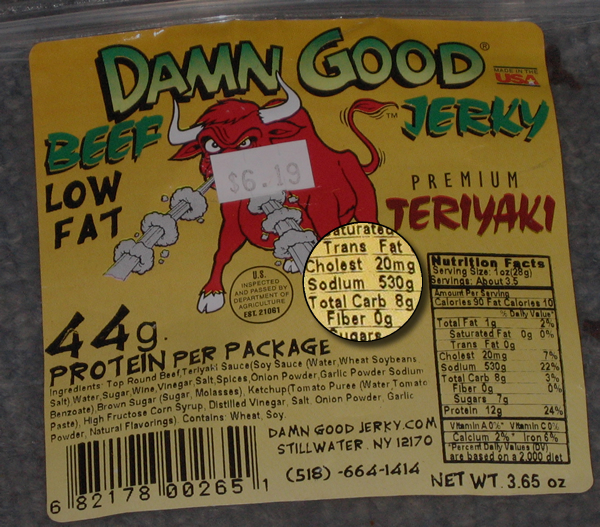 DAMN GOOD®
MADE IN THE
USA
BEEF JERKY™
LOW
FAT
$6.19
PREMIUM
TERIYAKI
U.S.
INSPECTED
AND PASSED BY
DEPARTMENT OF
AGRICULTURE
EST. 21061
aturated
Trans Fat
Cholest 20mg
Sodium 530g
Total Carb 8g
Fiber 0g
Sugars
44g.
PROTEIN PER PACKAGE
Ingredients: Top Round Beef,Teriyaki Sauce(Soy Sauce (Water,Wheat Soybeans
Salt) Water,Sugar,Wine,Vinegar,Salt,Spices,Onion Powder,Garlic Powder Sodium
Benzoate),Brown Sugar (Sugar, Molasses), Ketchup(Tomato Puree (Water Tomato
Paste), High Fructose Corn Syrup, Distilled Vinegar, Salt, Onion Powder, Garlic
Powder, Natural Flavorings). Contains: Wheat, Soy.
Nutrition Facts
Serving Size: 1oz(28g)
Servings: About 3.5
Amount Per Serving
Calories 90 Fat Calories 10
% Daily Value*
Total Fat 1g 2%
Saturated Fat 0g 0%
Trans Fat 0g
Cholest 20mg 7%
Sodium 530g 22%
Total Carb 8g 3%
Fiber 0g 0%
Sugars 7g
Protein 12g 24%
Vitamin A 0%* Vitamin C 0%
Calcium 2%* Iron 6%
*Percent Daily Values (DV)
are based on a 2,000 diet
DAMN GOOD JERKY.COM
STILLWATER. NY 12170
(518) -664-1414
NET WT. 3.65 oz
6 82178 00265 1